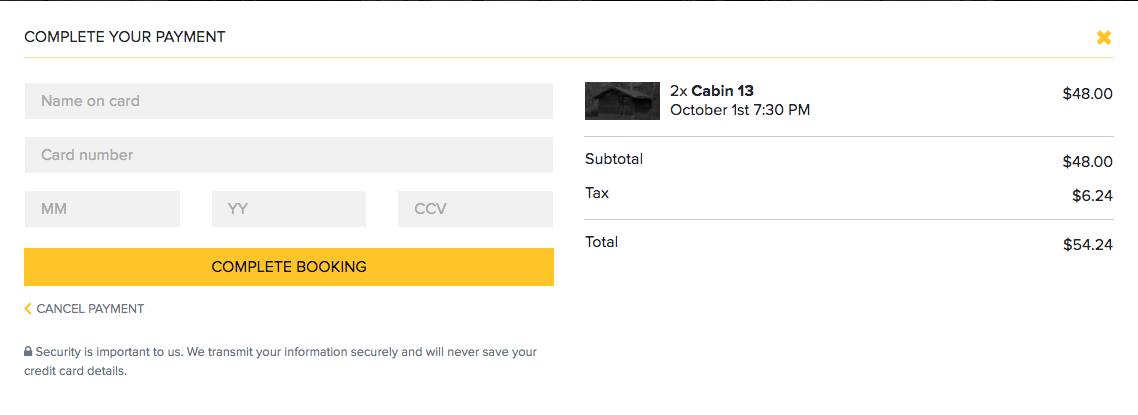 COMPLETE YOUR PAYMENT
Name on card
Card number
MM YY CCV
COMPLETE BOOKING
CANCEL PAYMENT
Security is important to us. We transmit your information securely and will never save your
credit card details.
2x Cabin 13 $48.00
October 1st 7:30 PM
Subtotal $48.00
Tax $6.24
Total $54.24